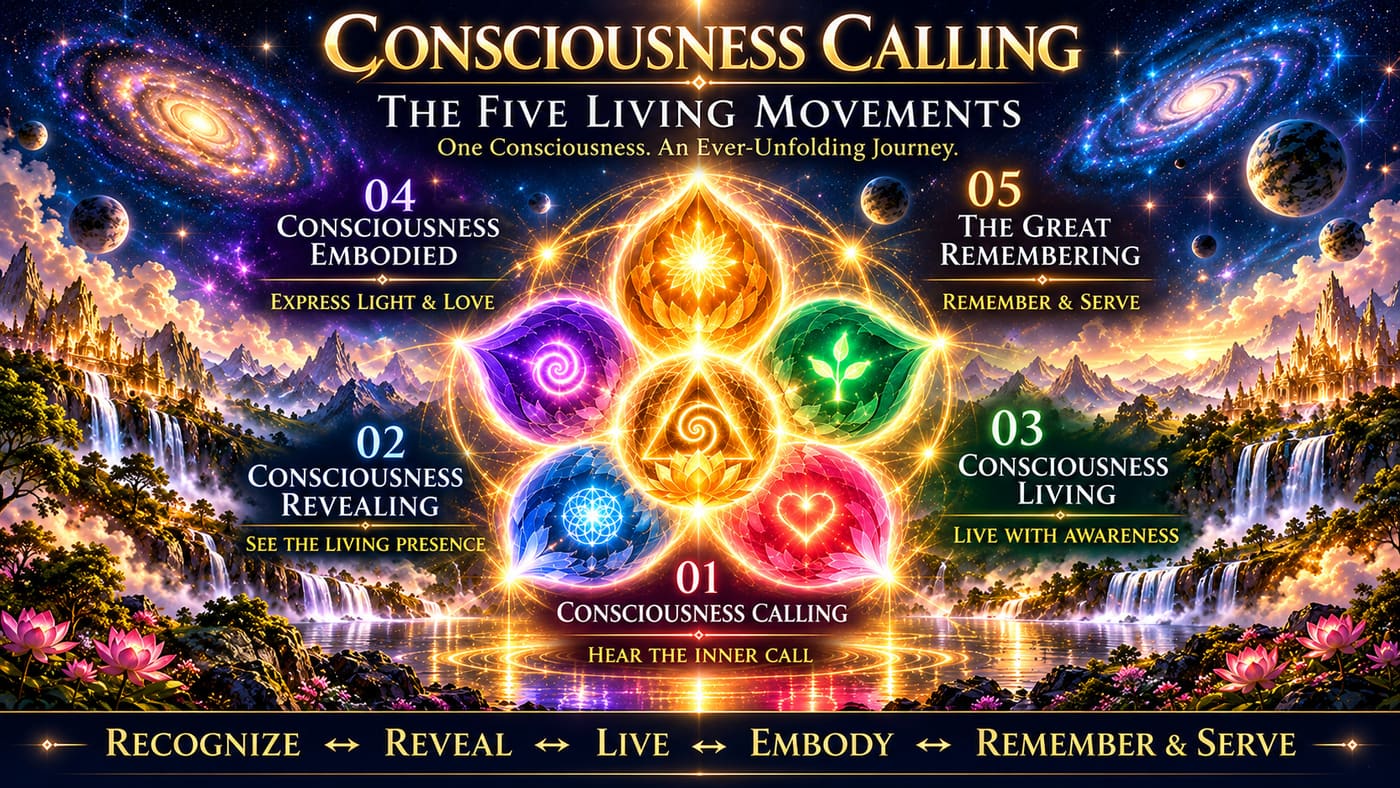 Consciousness Calling
The Five Living Movements
One Consciousness. An Ever-Unfolding Journey.
04
Consciousness
Embodied
Express Light & Love
05
The Great
Remembering
Remember & Serve
02
Consciousness
Revealing
See the living presence
03
Consciousness
Living
Live with awareness
01
Consciousness Calling
Hear the inner call
Recognize ↔ Reveal ↔ Live ↔ Embody ↔ Remember & Serve